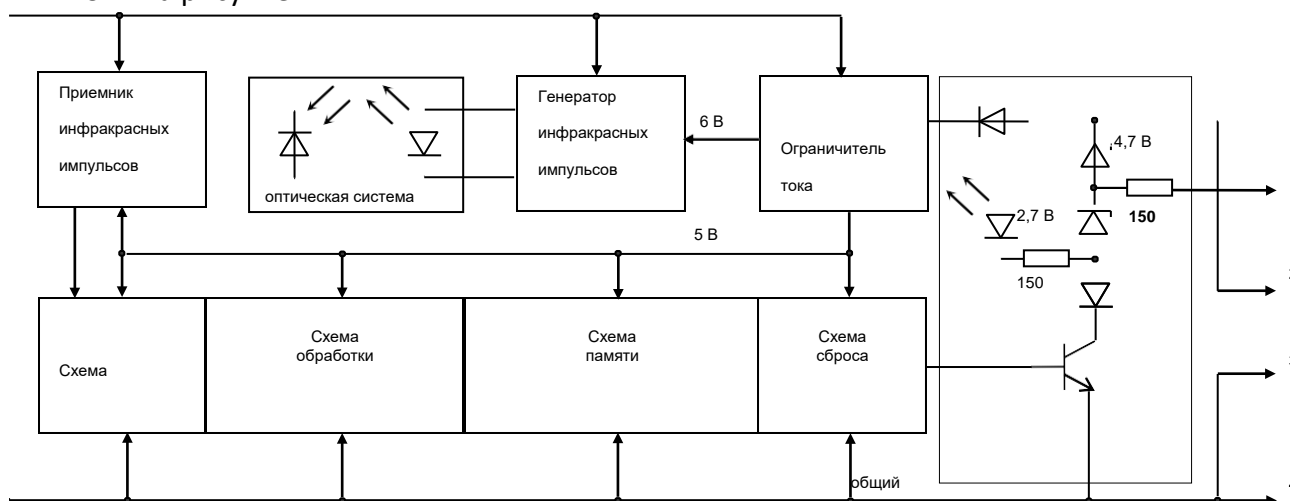 Приемник
инфракрасных
импульсов
оптическая система
Генератор
инфракрасных
импульсов
6 В
Ограничитель
тока
4,7 В
2,7 В
150
150
5 В
Схема
Схема
обработки
Схема
памяти
Схема
сброса
общий